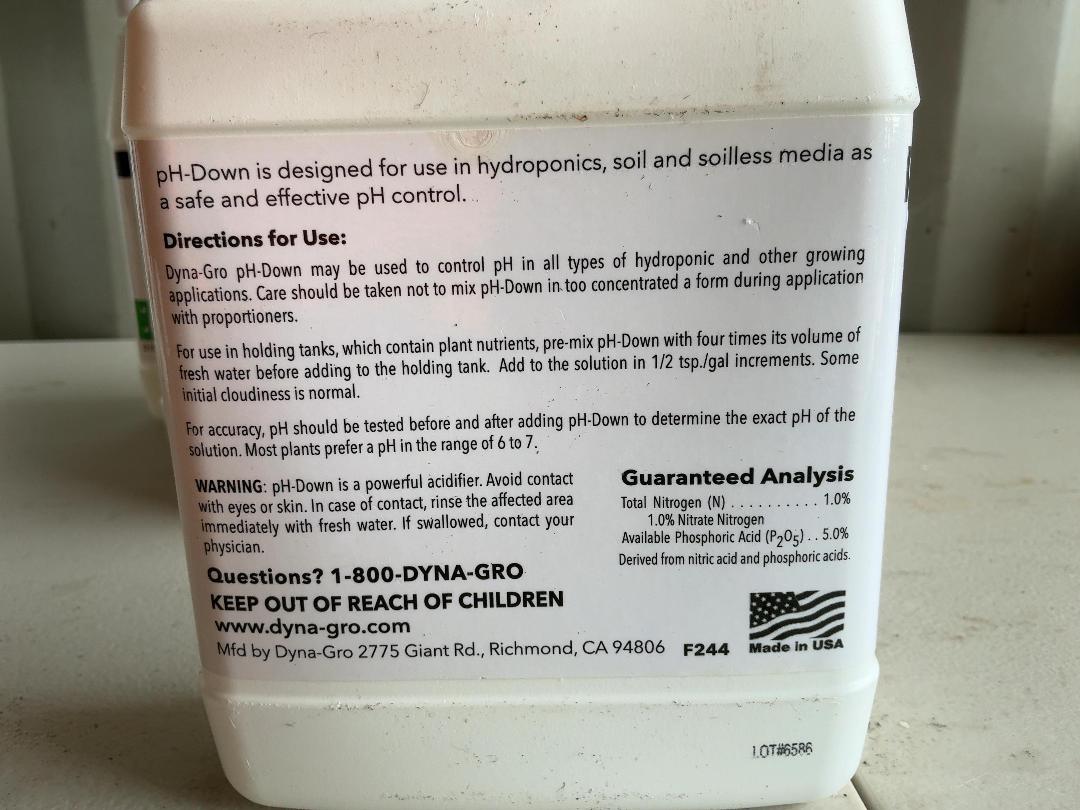 pH-Down is designed for use in hydroponics, soil and soilless media as
a safe and effective pH control.
Directions for Use:
Dyna-Gro pH-Down may be used to control pH in all types of hydroponic and other growing
applications. Care should be taken not to mix pH-Down in too concentrated a form during application
with proportioners.
For use in holding tanks, which contain plant nutrients, pre-mix pH-Down with four times its volume of
fresh water before adding to the holding tank. Add to the solution in 1/2 tsp./gal increments. Some
initial cloudiness is normal.
For accuracy, pH should be tested before and after adding pH-Down to determine the exact pH of the
solution. Most plants prefer a pH in the range of 6 to 7.
WARNING: pH-Down is a powerful acidifier. Avoid contact
with eyes or skin. In case of contact, rinse the affected area
immediately with fresh water. If swallowed, contact your
physician.
Questions? 1-800-DYNA-GRO
KEEP OUT OF REACH OF CHILDREN
www.dyna-gro.com
Mfd by Dyna-Gro 2775 Giant Rd., Richmond, CA 94806 F244
Guaranteed Analysis
Total Nitrogen (N) . . . . . . . . . . 1.0%
1.0% Nitrate Nitrogen
Available Phosphoric Acid (P₂O₅) . . 5.0%
Derived from nitric acid and phosphoric acids.
Made in USA
LOT#6586